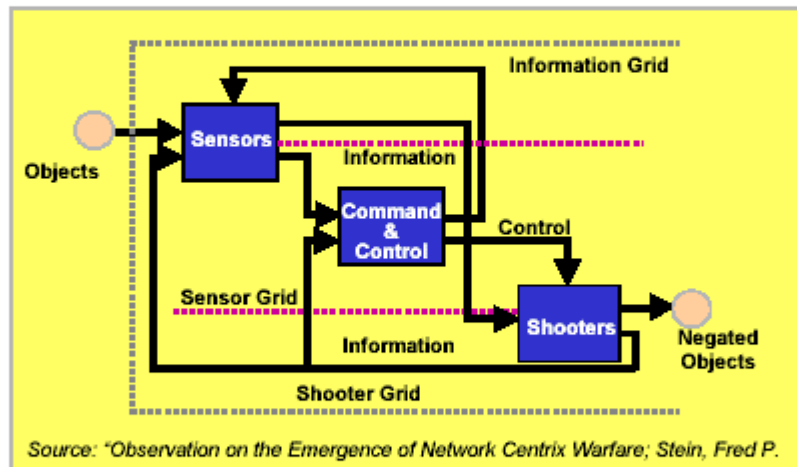 Information Grid
Sensors
Information
Objects
Command
&
Control
Control
Sensor Grid
Shooters
Information
Negated
Objects
Shooter Grid
Source: "Observation on the Emergence of Network Centrix Warfare; Stein, Fred P.